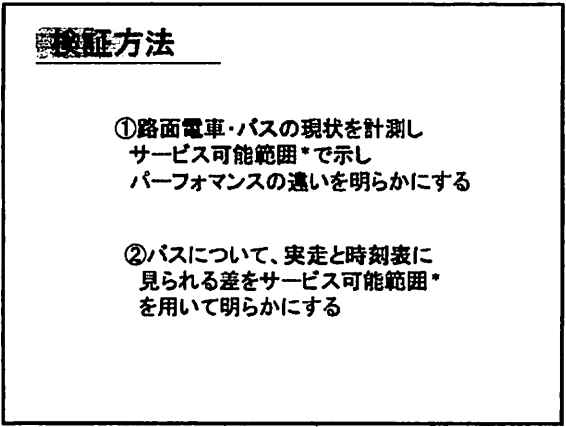 検証方法
①路面電車・バスの現状を計測し
サービス可能範囲*で示し
パーフォマンスの違いを明らかにする
②バスについて、実走と時刻表に
見られる差をサービス可能範囲*
を用いて明らかにする